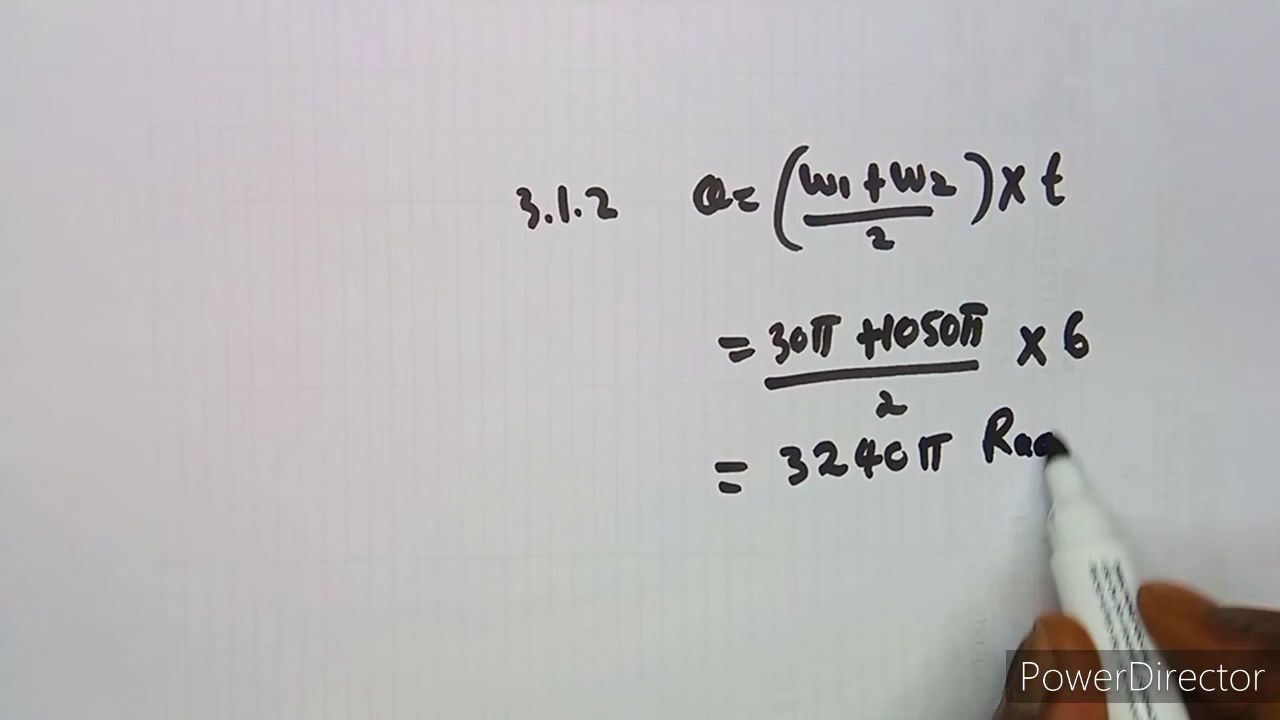 3.1.2 θ= (w1 + w2 / 2) x t
= 30π + 1050π / 2 x 6
= 3240π Rad
PowerDirector